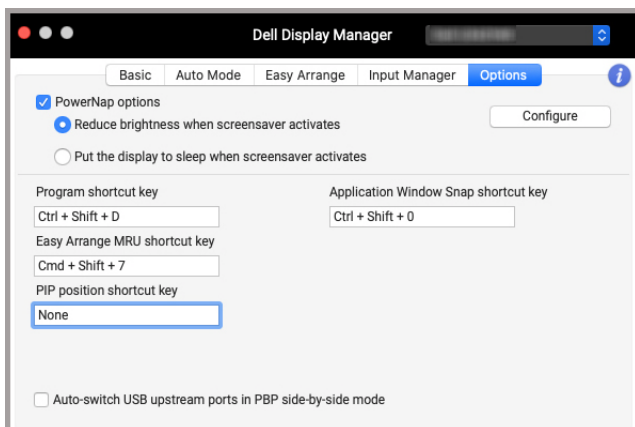 Dell Display Manager
Basic Auto Mode Easy Arrange Input Manager Options i
PowerNap options
Configure
Reduce brightness when screensaver activates
Put the display to sleep when screensaver activates
Program shortcut key
Application Window Snap shortcut key
Ctrl + Shift + D
Ctrl + Shift + 0
Easy Arrange MRU shortcut key
Cmd + Shift + 7
PIP position shortcut key
None
Auto-switch USB upstream ports in PBP side-by-side mode